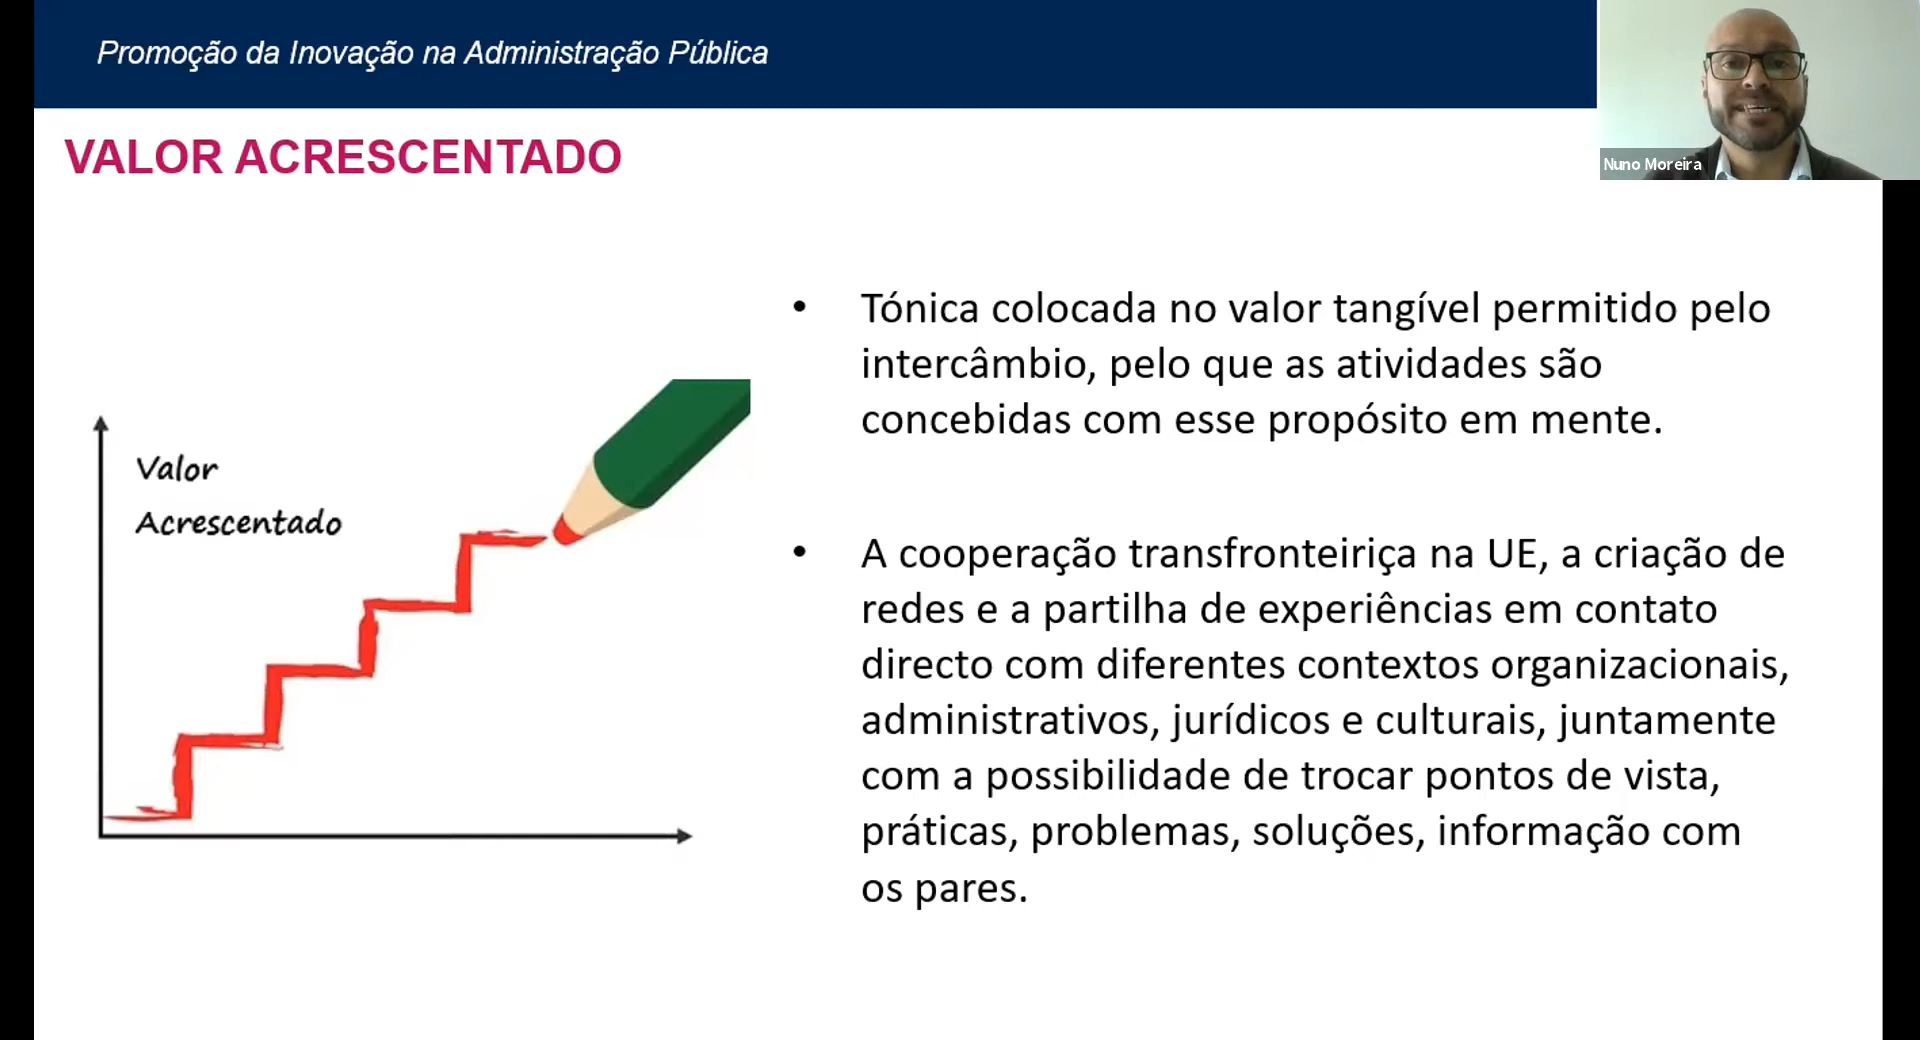 Promoção da Inovação na Administração Pública
Nuno Moreira
VALOR ACRESCENTADO
Valor
Acrescentado
• Tónica colocada no valor tangível permitido pelo
intercâmbio, pelo que as atividades são
concebidas com esse propósito em mente.
• A cooperação transfronteiriça na UE, a criação de
redes e a partilha de experiências em contato
directo com diferentes contextos organizacionais,
administrativos, jurídicos e culturais, juntamente
com a possibilidade de trocar pontos de vista,
práticas, problemas, soluções, informação com
os pares.